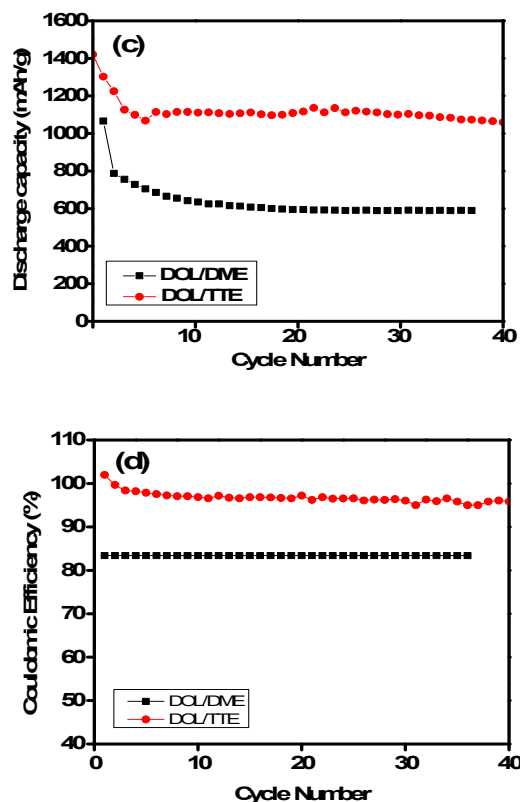 (c)
1600
1400
1200
1000
800
600
400
200
0
Discharge capacity (mAh/g)
DOL/DME
DOL/TTE
10
20
30
40
Cycle Number
(d)
110
100
90
80
70
60
50
40
Coulomic Efficiency (%)
DOL/DME
DOL/TTE
0
10
20
30
40
Cycle Number